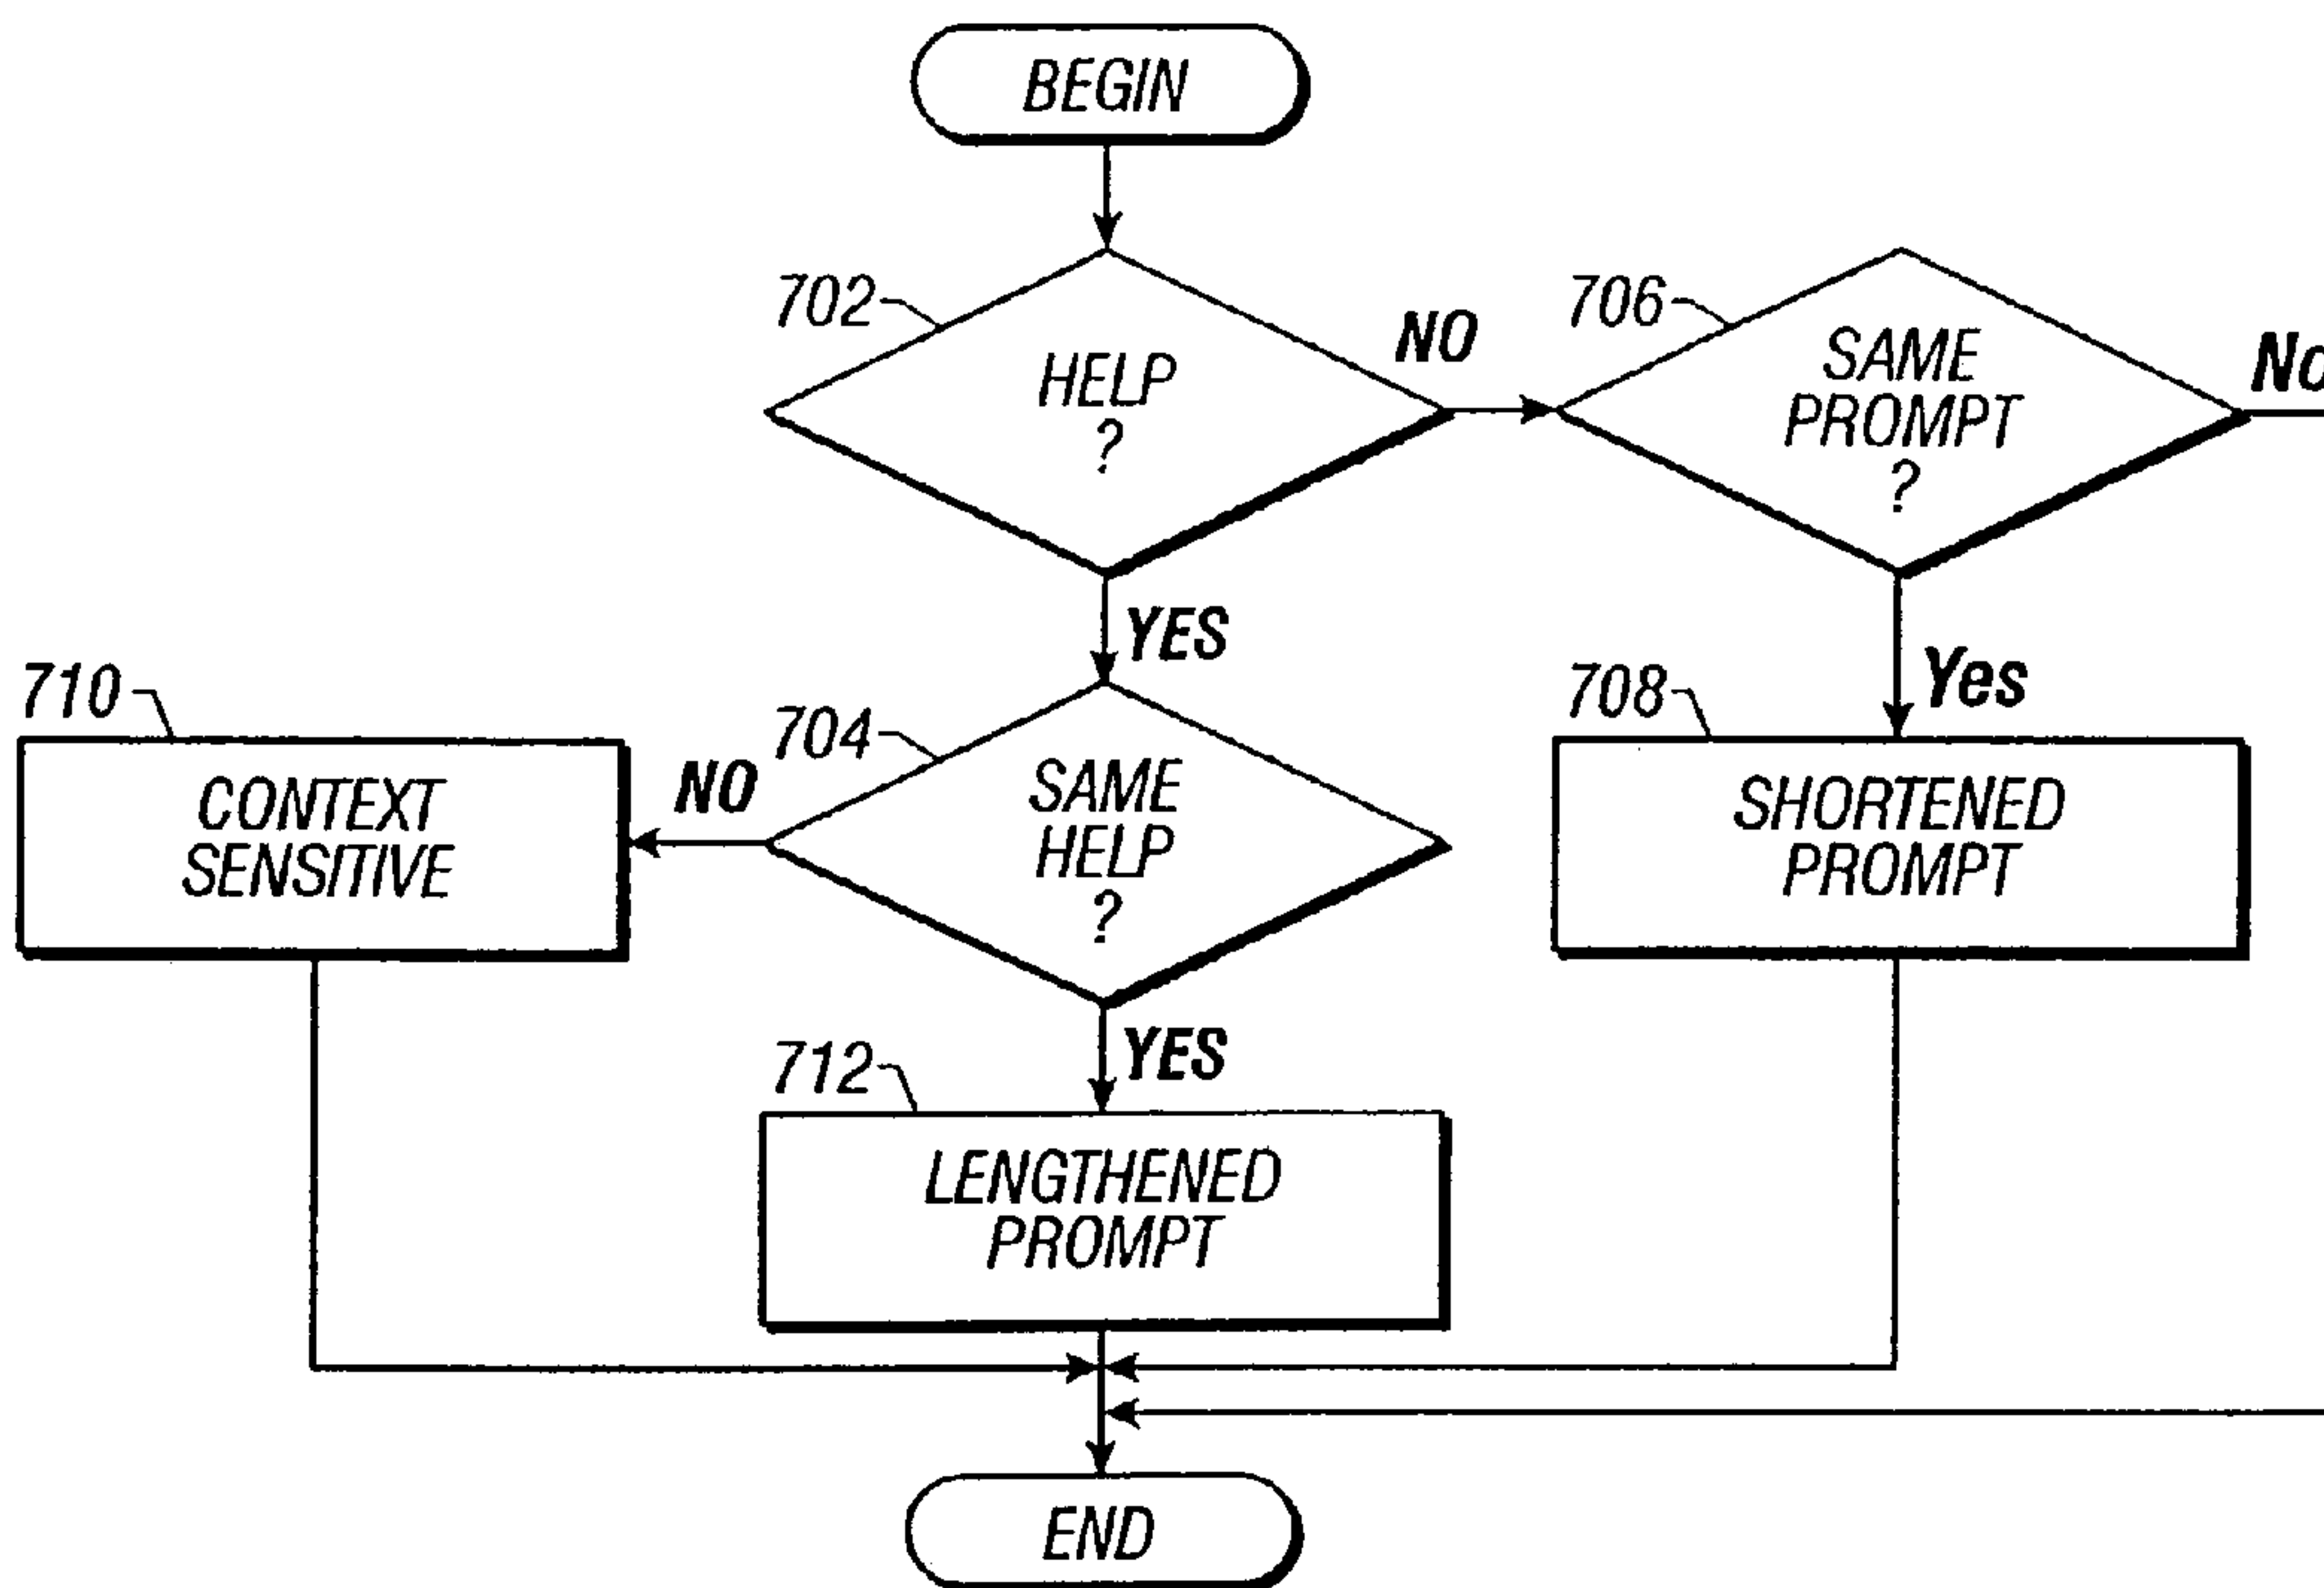 BEGIN
702
HELP
?
NO
706
SAME
PROMPT
?
No
YES
Yes
710
CONTEXT
SENSITIVE
NO
704
SAME
HELP
?
708
SHORTENED
PROMPT
YES
712
LENGTHENED
PROMPT
END